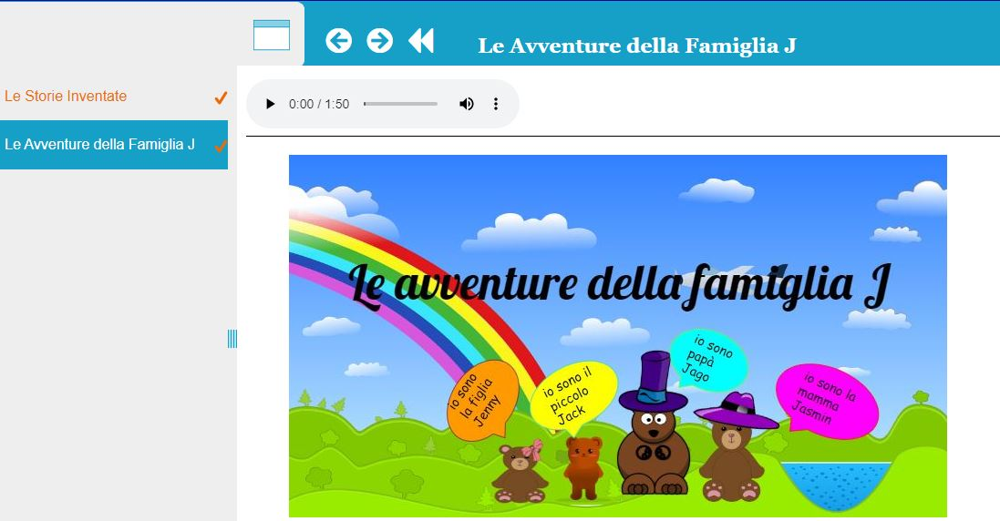 Le Avventure della Famiglia J
Le Storie Inventate
Le Avventure della Famiglia J
0:00 / 1:50
Le avventure della famiglia J
io sono
la figlia
Jenny
io sono il
piccolo
Jack
io sono
papà
Jago
io sono la
mamma
Jasmin